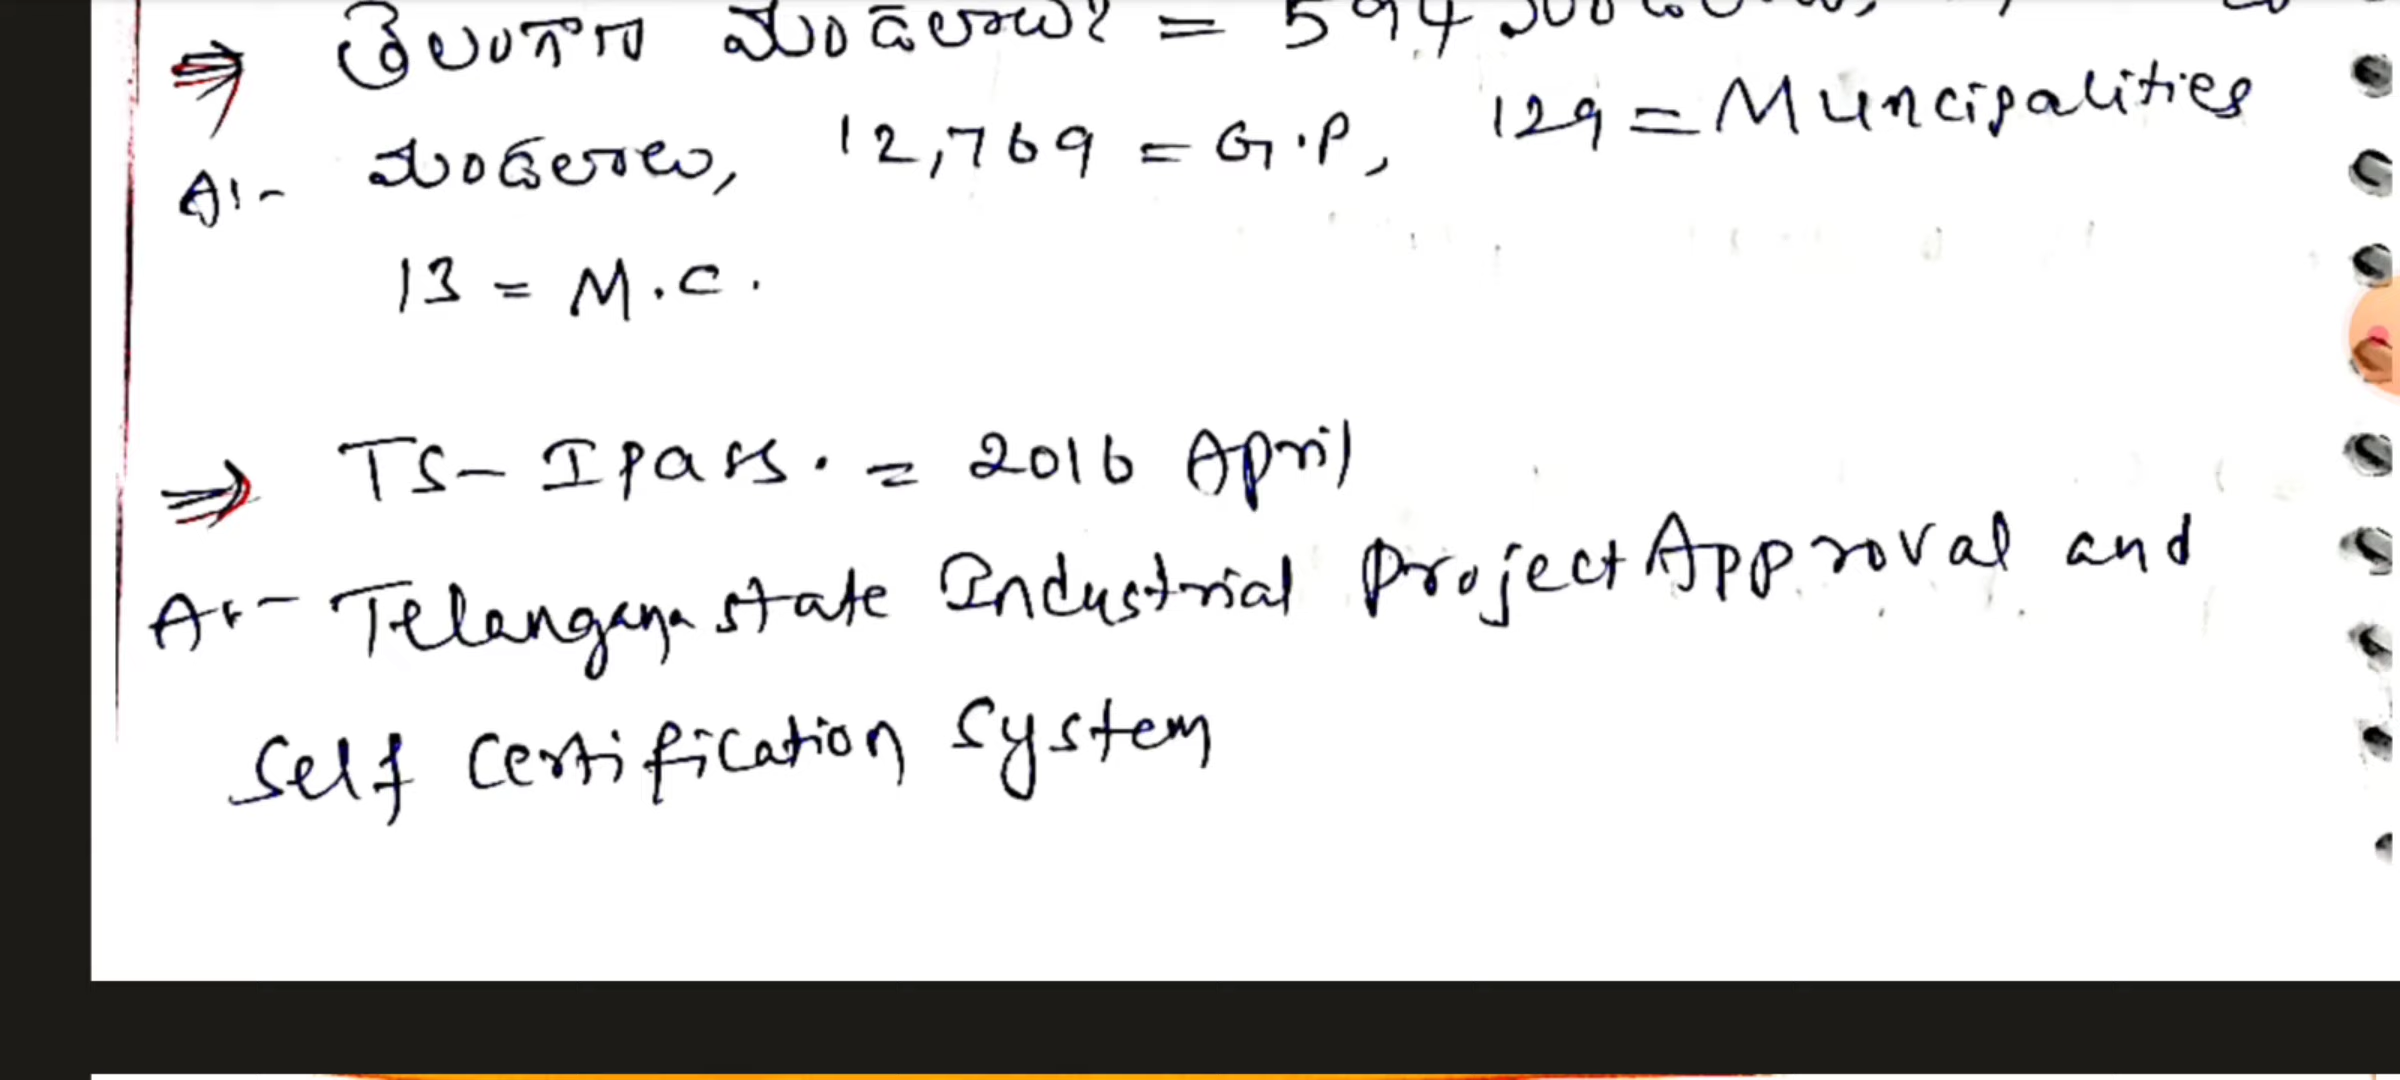 ⇒ తెలంగాణ మండలాలు? = 594
A:- మండలాలు, 12,769 = G.P, 129 = Muncipalities
13 = M.C.
⇒ TS- Ipass. = 2016 April
A:- Telangana state Industrial Project Approval and
Self Certification System